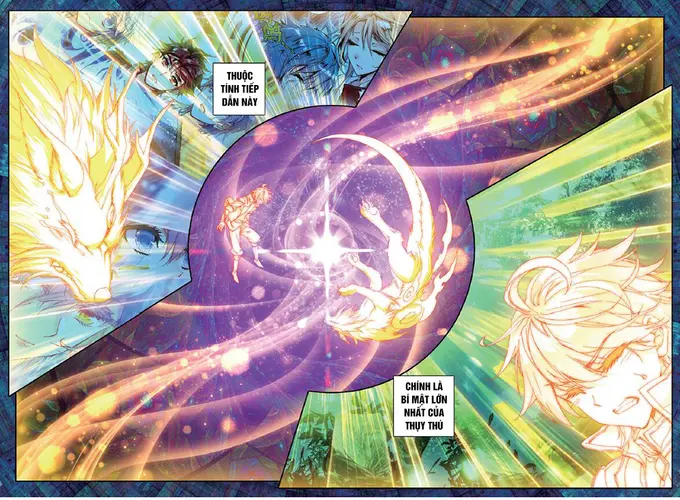 THUỘC
TÍNH TIẾP
DẪN NÀY
CHÍNH LÀ
BÍ MẬT LỚN
NHẤT CỦA
THỤY THÚ